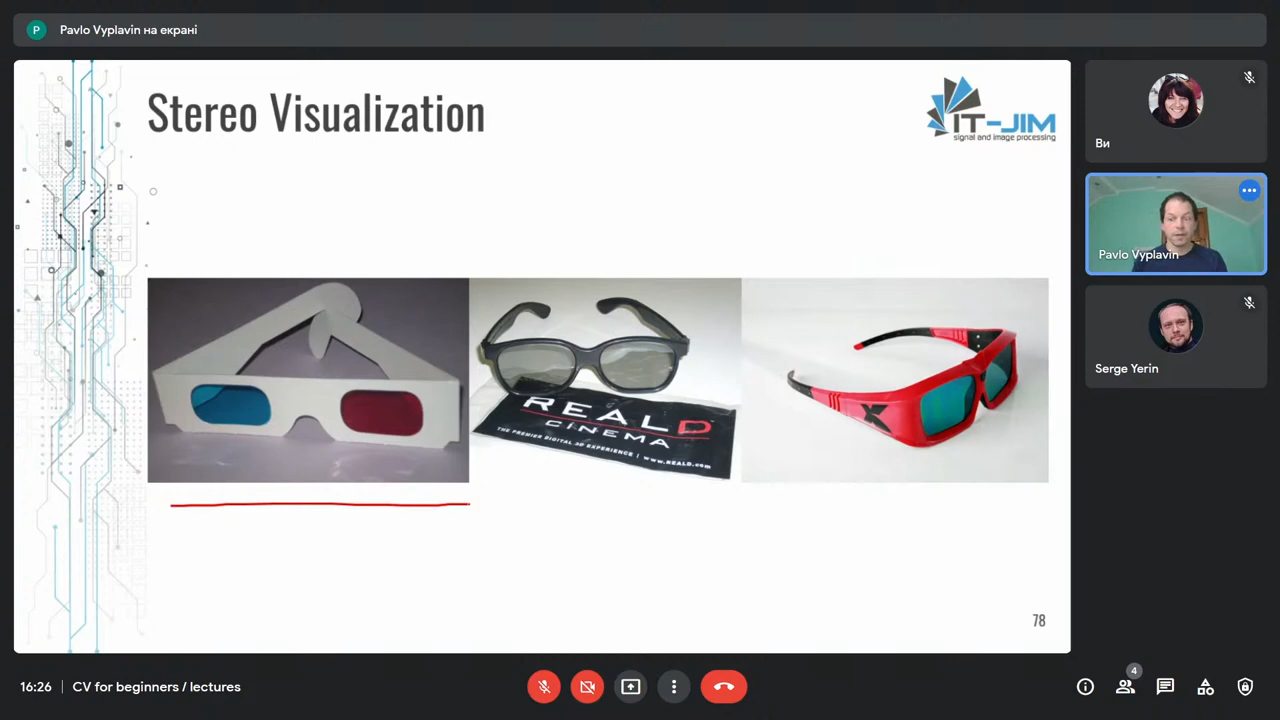 P
Pavlo Vyplavin на екрані
Stereo Visualization
IT-JIM
signal and image processing
REALD
CINEMA
THE PREMIER DIGITAL 3D EXPERIENCE | www.REALD.com
X
78
Ви
Pavlo Vyplavin
Serge Yerin
16:26 | CV for beginners / lectures
4